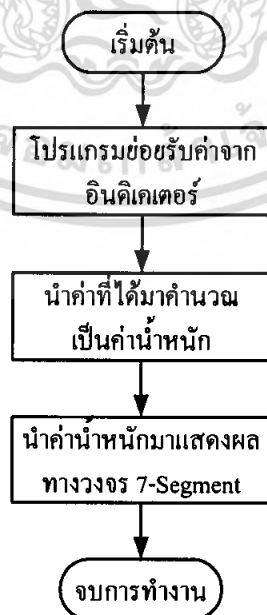 เริ่มต้น
โปรแกรมย่อยรับค่าจาก
อินดิเคเตอร์
นำค่าที่ได้มาคำนวณ
เป็นค่าน้ำหนัก
นำค่าน้ำหนักมาแสดงผล
ทางวงจร 7-Segment
จบการทำงาน